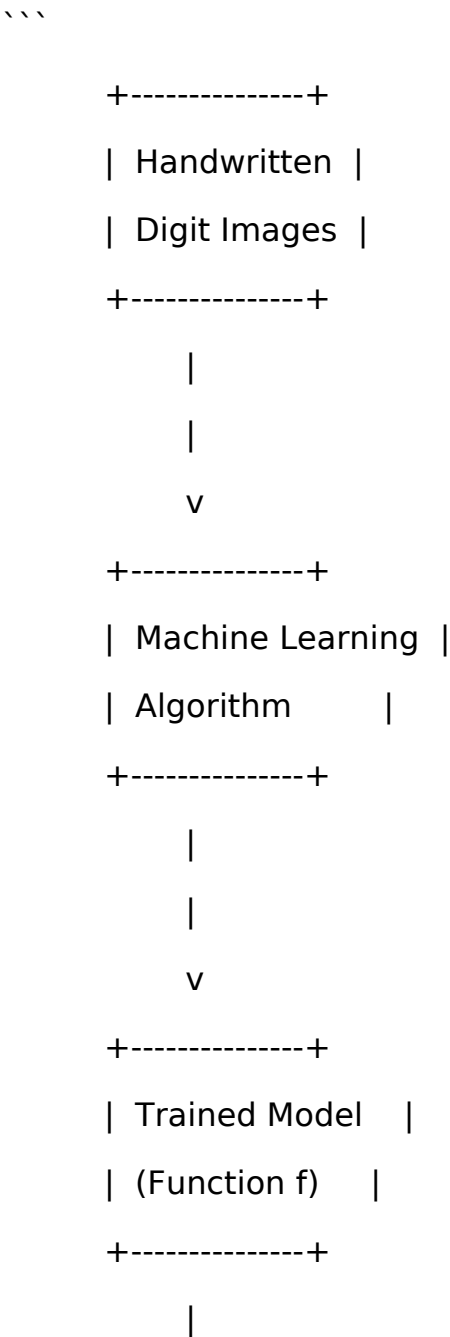 ```
+---------------+
| Handwritten |
| Digit Images |
+---------------+
|
|
v
+---------------+
| Machine Learning |
| Algorithm |
+---------------+
|
|
v
+---------------+
| Trained Model |
| (Function f) |
+---------------+
|